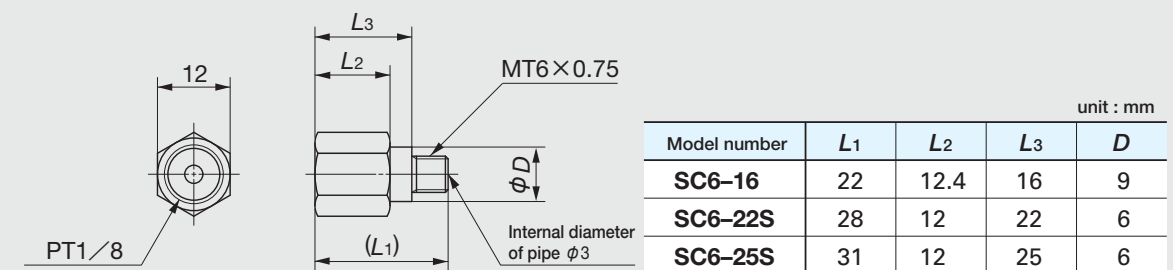 L3
L2
12
MT6×0.75
φD
PT1/8
(L1)
Internal diameter
of pipe φ3
unit : mm
Model number L1 L2 L3 D
SC6–16 22 12.4 16 9
SC6–22S 28 12 22 6
SC6–25S 31 12 25 6